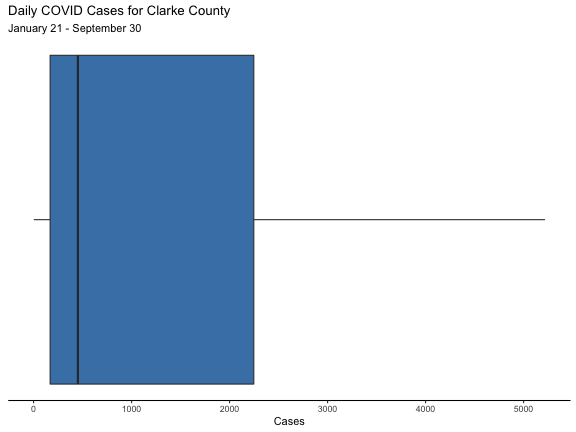 Daily COVID Cases for Clarke County
January 21 - September 30
0 1000 2000 3000 4000 5000
Cases